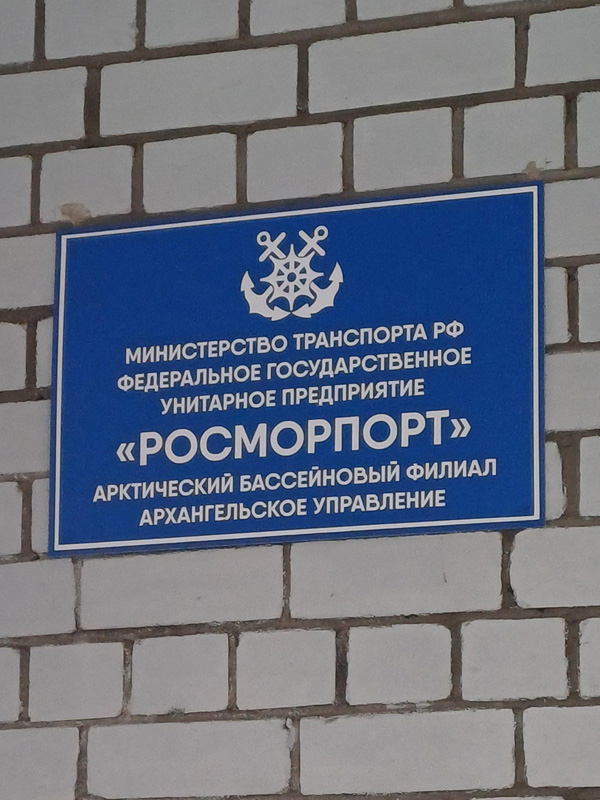 МИНИСТЕРСТВО ТРАНСПОРТА РФ
ФЕДЕРАЛЬНОЕ ГОСУДАРСТВЕННОЕ
УНИТАРНОЕ ПРЕДПРИЯТИЕ
«РОСМОРПОРТ»
АРКТИЧЕСКИЙ БАССЕЙНОВЫЙ ФИЛИАЛ
АРХАНГЕЛЬСКОЕ УПРАВЛЕНИЕ